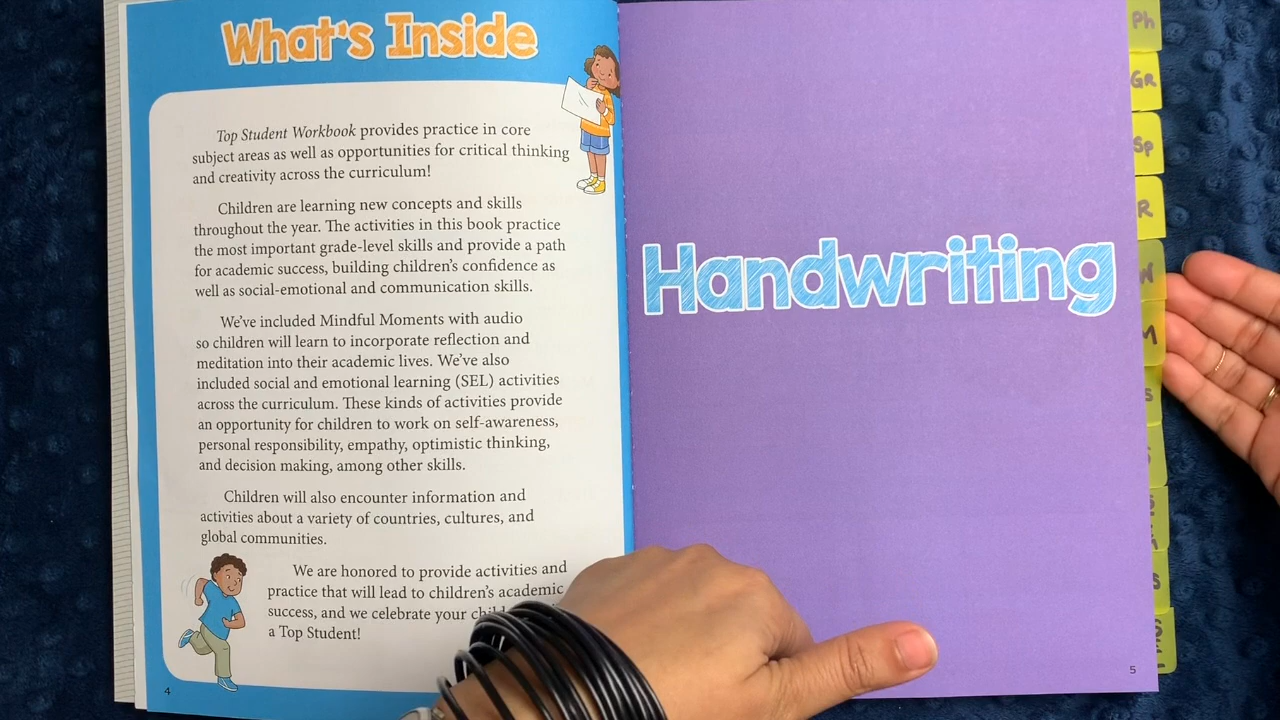 What's Inside
Top Student Workbook provides practice in core
subject areas as well as opportunities for critical thinking
and creativity across the curriculum!
Children are learning new concepts and skills
throughout the year. The activities in this book practice
the most important grade-level skills and provide a path
for academic success, building children's confidence as
well as social-emotional and communication skills.
We've included Mindful Moments with audio
so children will learn to incorporate reflection and
meditation into their academic lives. We've also
included social and emotional learning (SEL) activities
across the curriculum. These kinds of activities provide
an opportunity for children to work on self-awareness,
personal responsibility, empathy, optimistic thinking,
and decision making, among other skills.
Children will also encounter information and
activities about a variety of countries, cultures, and
global communities.
We are honored to provide activities and
practice that will lead to children's academic
success, and we celebrate your
a Top Student!
4
Handwriting
5
Ph
GR
Sp
R
W
M